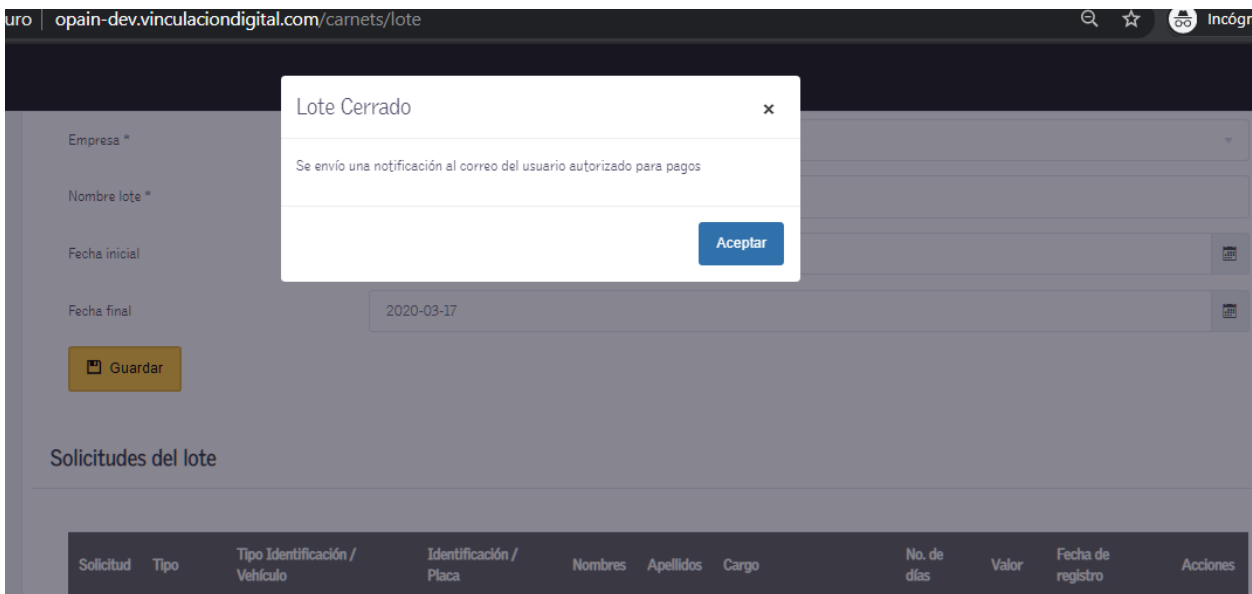 uro | opain-dev.vinculaciondigital.com/carnets/lote Incógr
Lote Cerrado ×
Empresa *
Se envío una notificación al correo del usuario autorizado para pagos
Nombre lote *
Aceptar
Fecha inicial
Fecha final 2020-03-17
Guardar
Solicitudes del lote
Solicitud Tipo Tipo Identificación / Vehículo Identificación / Placa Nombres Apellidos Cargo No. de días Valor Fecha de registro Acciones